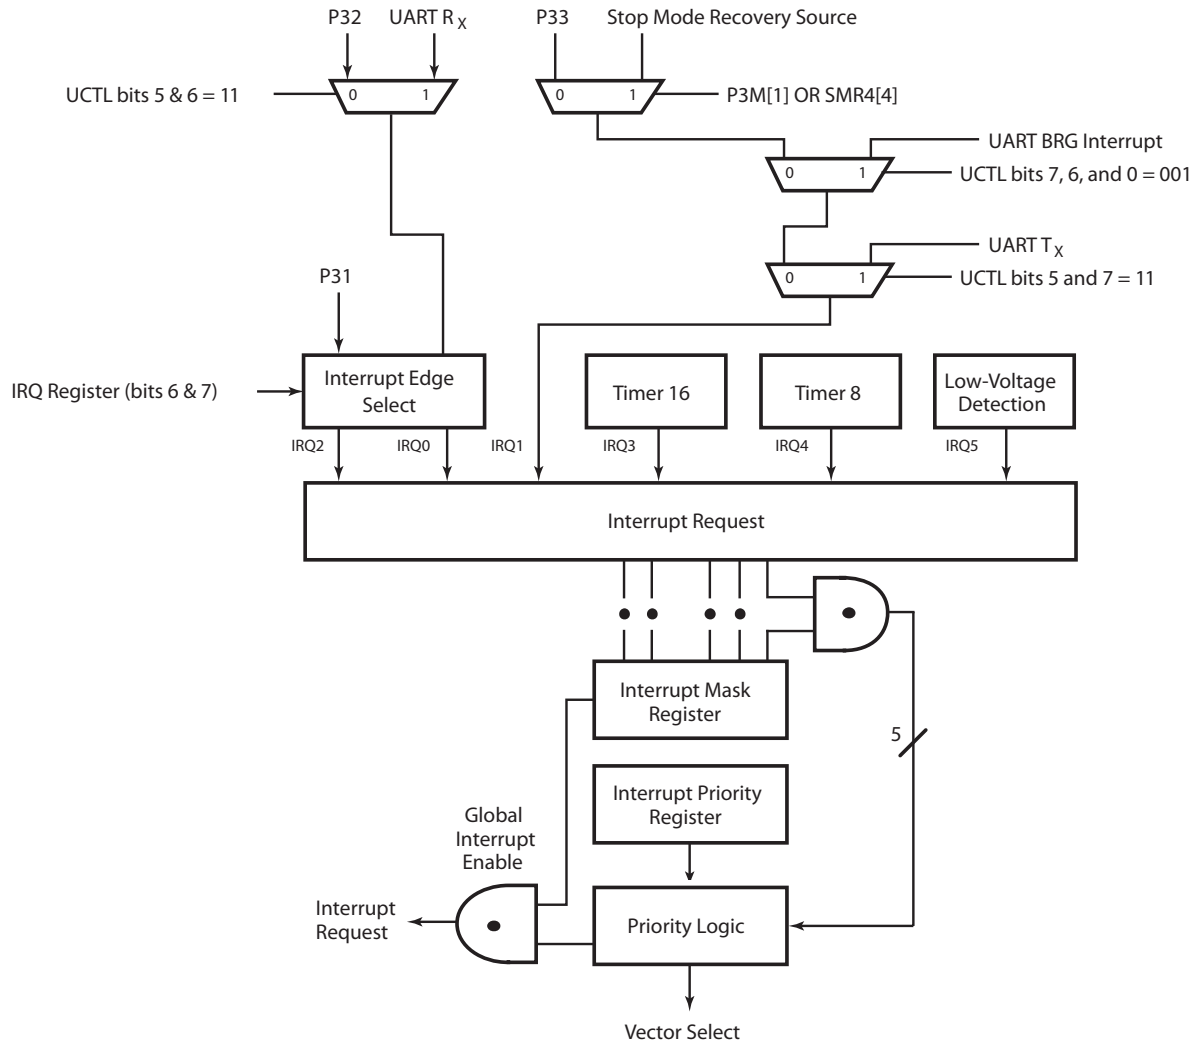 P32
UART R X
P33
Stop Mode Recovery Source
UCTL bits 5 & 6 = 11
0
1
0
1
P3M[1] OR SMR4[4]
UART BRG Interrupt
0
1
UCTL bits 7, 6, and 0 = 001
UART T X
0
1
UCTL bits 5 and 7 = 11
P31
IRQ Register (bits 6 & 7)
Interrupt Edge
Select
Timer 16
Timer 8
Low-Voltage
Detection
IRQ2
IRQ0
IRQ1
IRQ3
IRQ4
IRQ5
Interrupt Request
Interrupt Mask
Register
5
Interrupt Priority
Register
Global
Interrupt
Enable
Interrupt
Request
Priority Logic
Vector Select